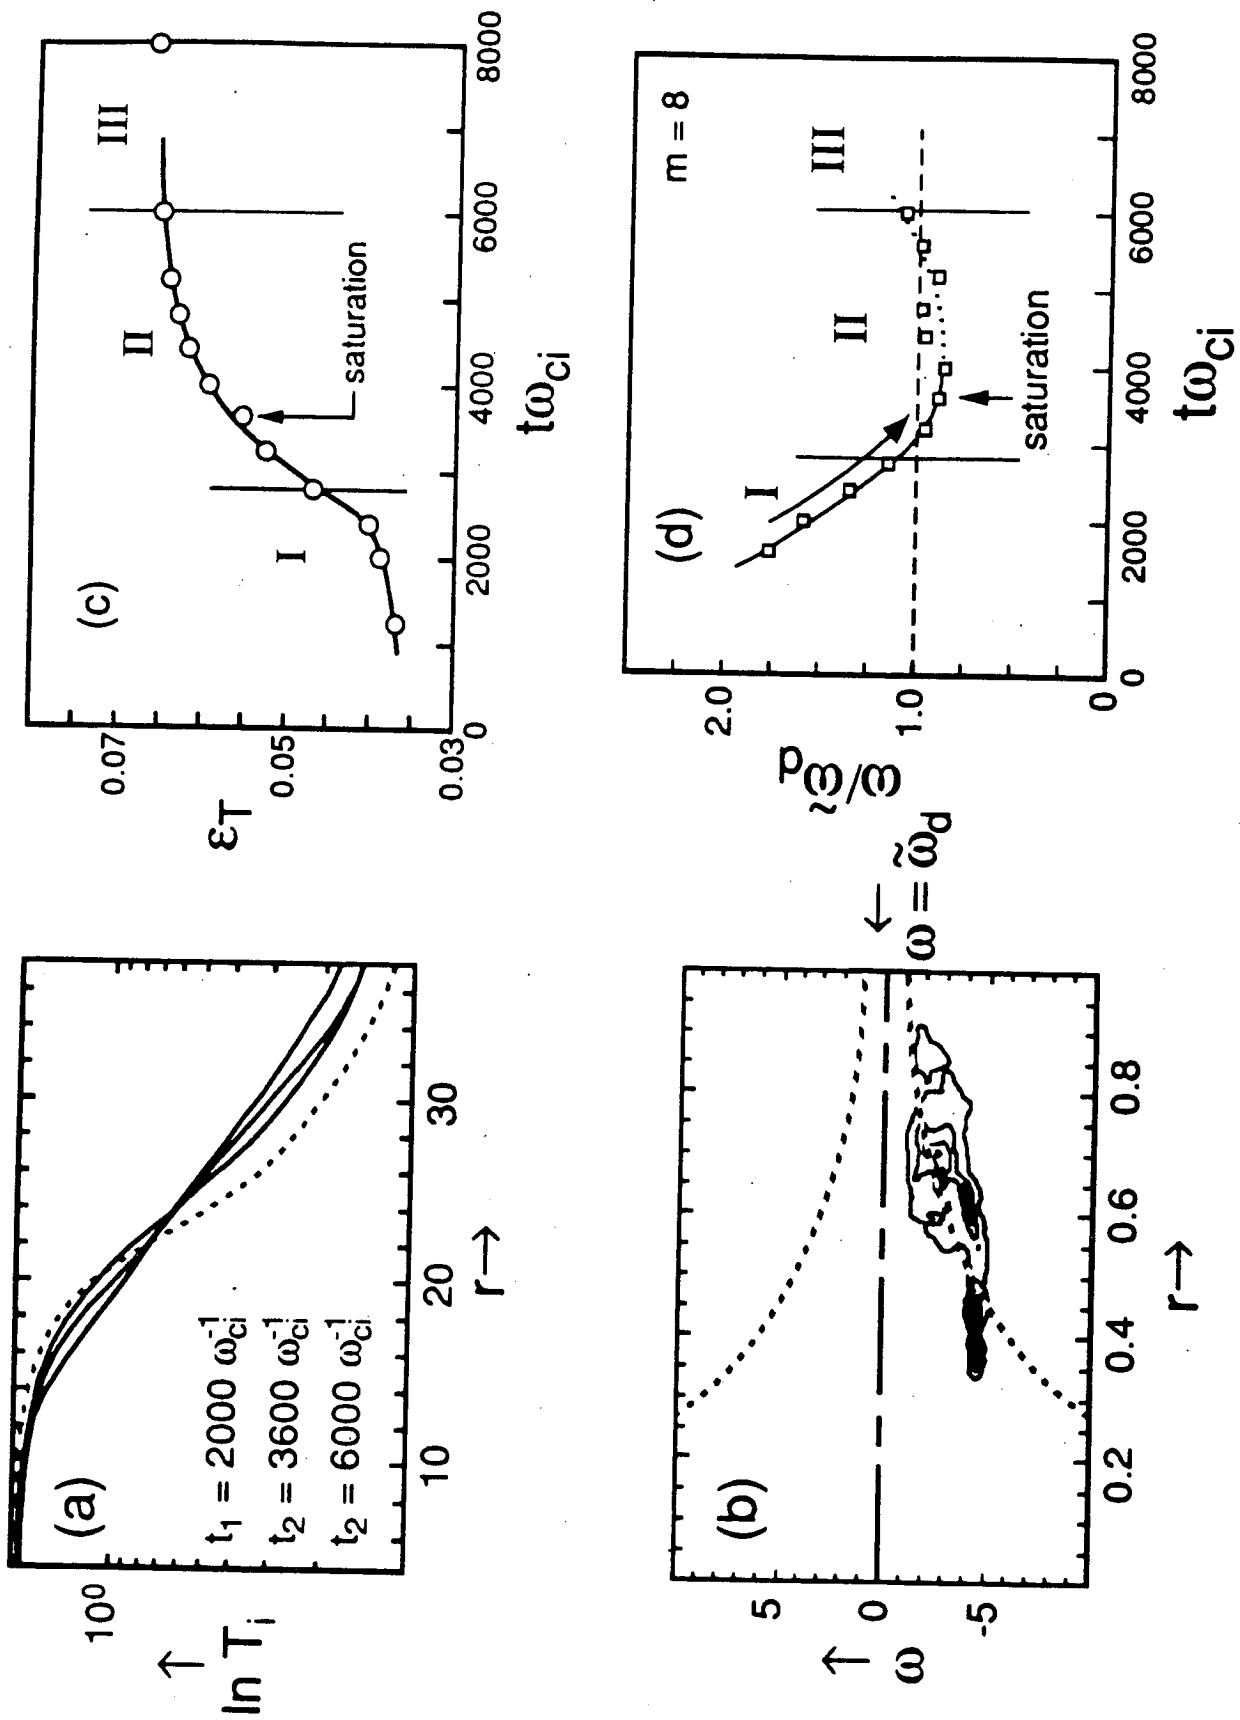 (a)
10⁰
ln Tᵢ
t₁ = 2000 ω_ci⁻¹
t₂ = 3600 ω_ci⁻¹
t₂ = 6000 ω_ci⁻¹
10 20 30
r→
(c)
ε_T
0.07
0.05
0.03
I
II
III
saturation
0 2000 4000 6000 8000
tω_ci
(b)
5
0
-5
↑
ω
0.2 0.4 0.6 0.8
r→
← ω = ω̃_d
(d)
m = 8
ω/ω̃_d
2.0
1.0
0
I
II
III
saturation
0 2000 4000 6000 8000
tω_ci